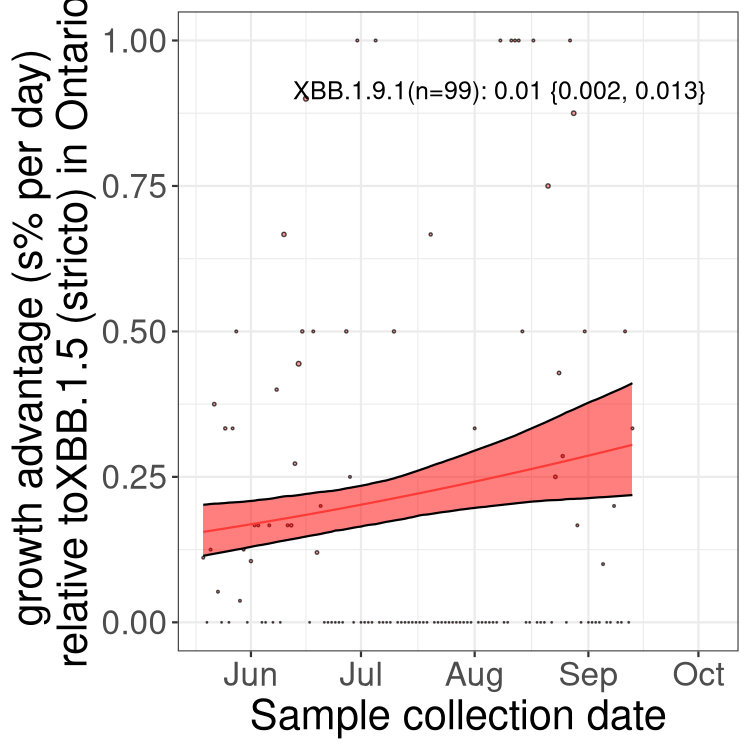 growth advantage (s% per day)
relative toXBB.1.5 (stricto) in Ontario
1.00
XBB.1.9.1(n=99): 0.01 {0.002, 0.013}
0.75
0.50
0.25
0.00
Jun Jul Aug Sep Oct
Sample collection date